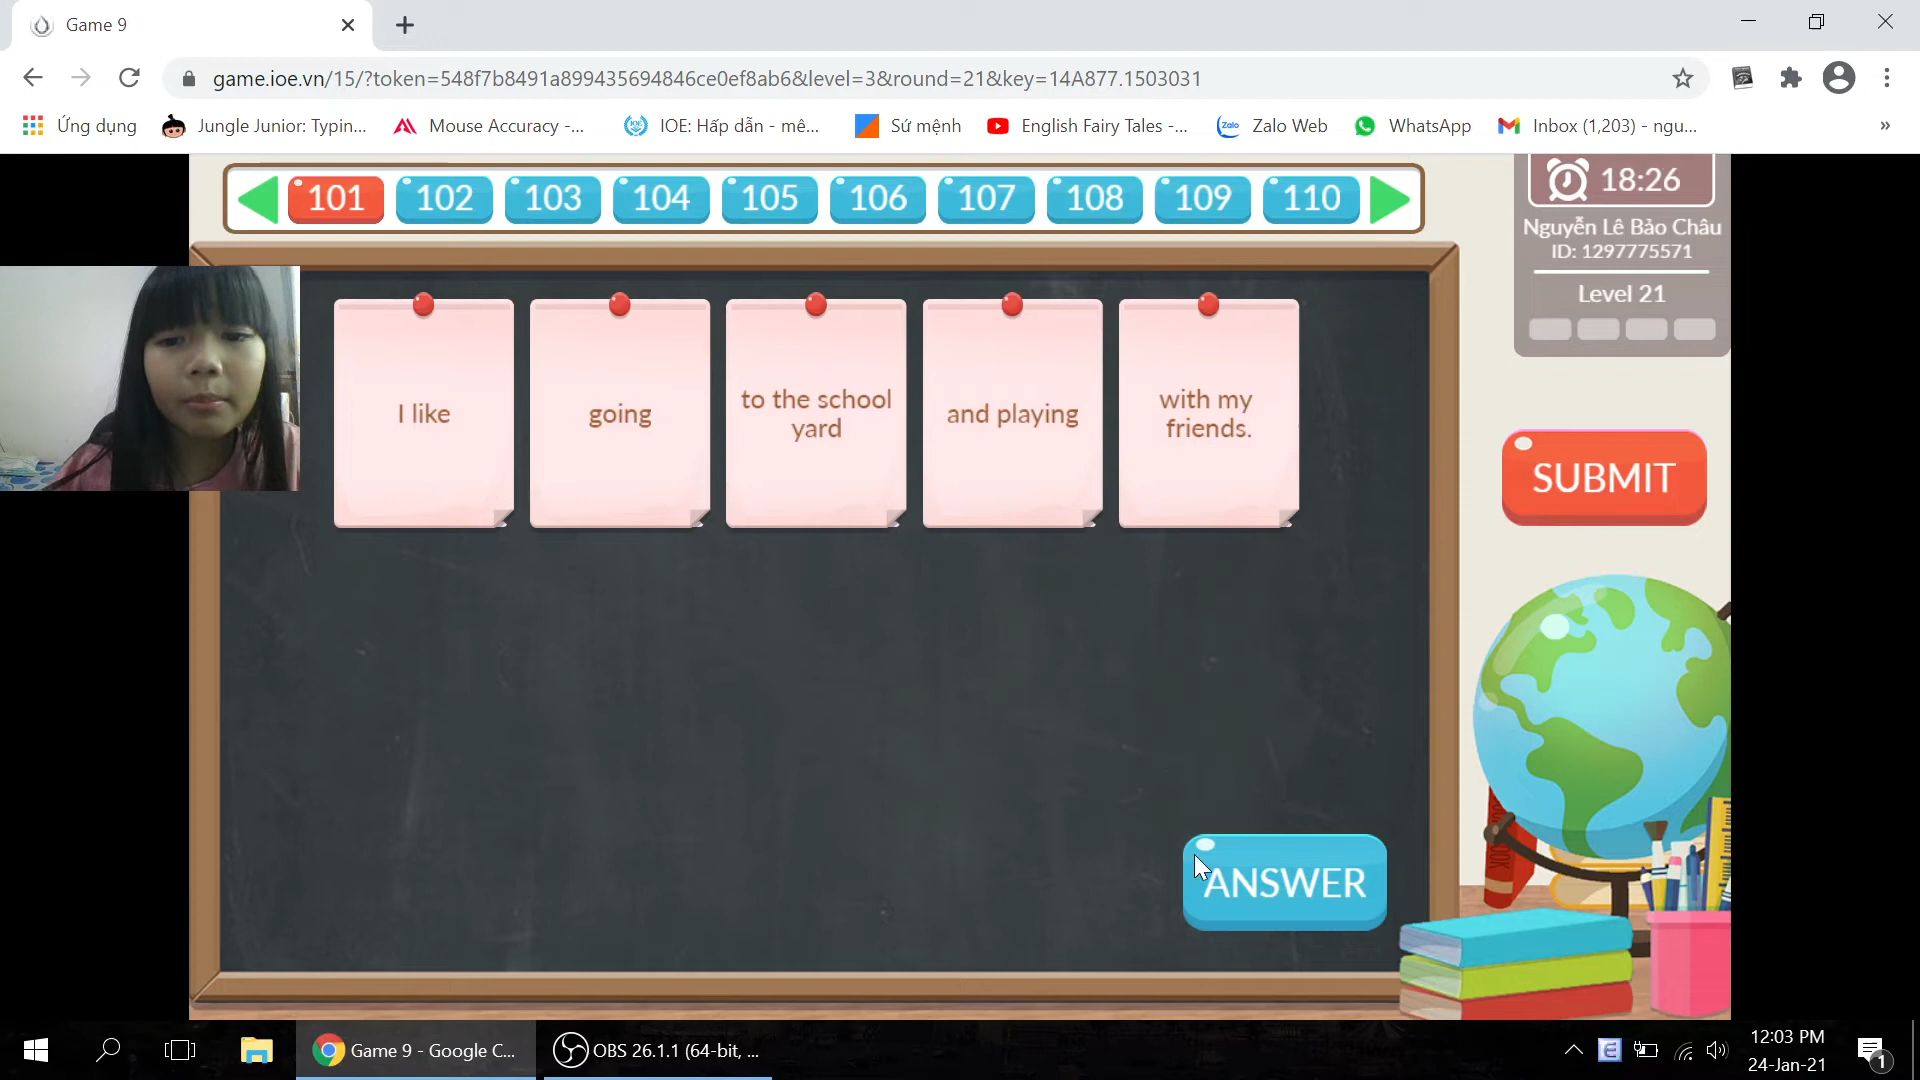 Game 9
game.ioe.vn/15/?token=548f7b8491a899435694846ce0ef8ab6&level=3&round=21&key=14A877.1503031
Ứng dụng
Jungle Junior: Typin...
Mouse Accuracy -...
IOE: Hấp dẫn - mê...
Sứ mệnh
English Fairy Tales -...
Zalo Web
WhatsApp
Inbox (1,203) - ngu...
»
101 102 103 104 105 106 107 108 109 110
18:26
Nguyễn Lê Bảo Châu
ID: 1297775571
Level 21
I like
going
to the school
yard
and playing
with my
friends.
SUBMIT
ANSWER
Game 9 - Google C...
OBS 26.1.1 (64-bit, ...
12:03 PM
24-Jan-21
1